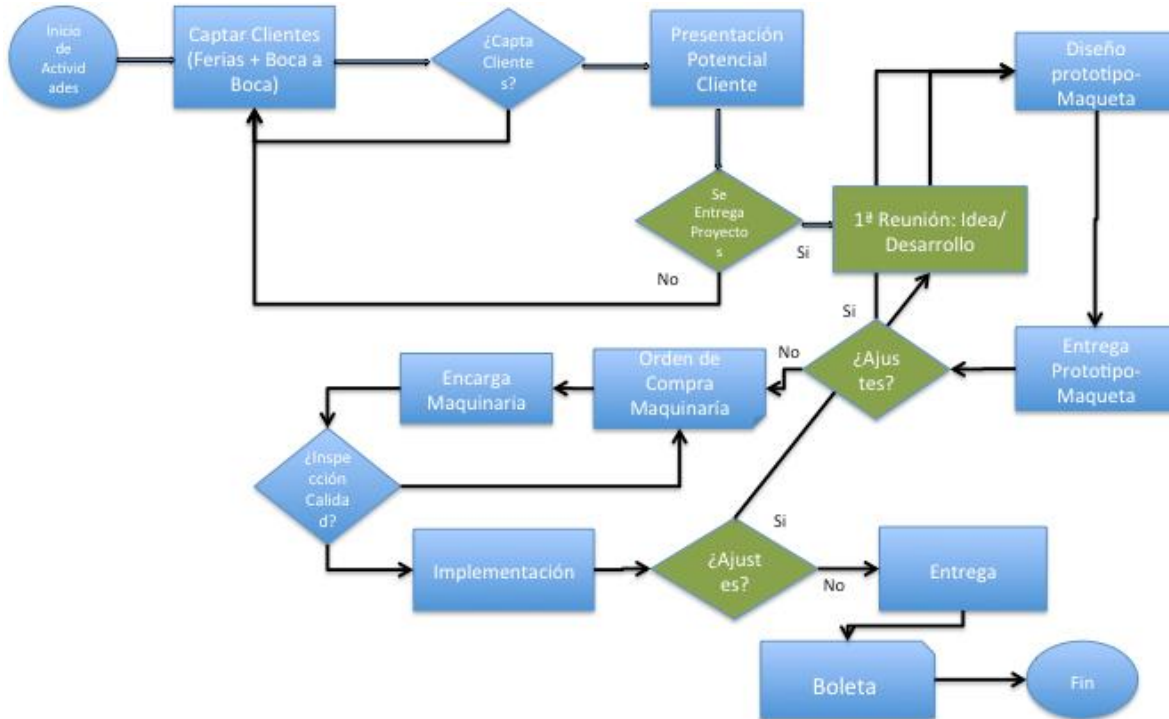 Inicio
de
Activid
ades
Captar Clientes
(Ferias + Boca a
Boca)
¿Capta
Cliente
s?
Presentación
Potencial
Cliente
Diseño
prototipo-
Maqueta
Se
Entrega
Proyecto
s
Si
No
1ª Reunión: Idea/
Desarrollo
Si
¿Ajus
tes?
No
Entrega
Prototipo-
Maqueta
Orden de
Compra
Maquinaría
Encarga
Maquinaría
¿Inspe
cción
Calida
d?
Implementación
Si
¿Ajust
es?
No
Entrega
Boleta
Fin